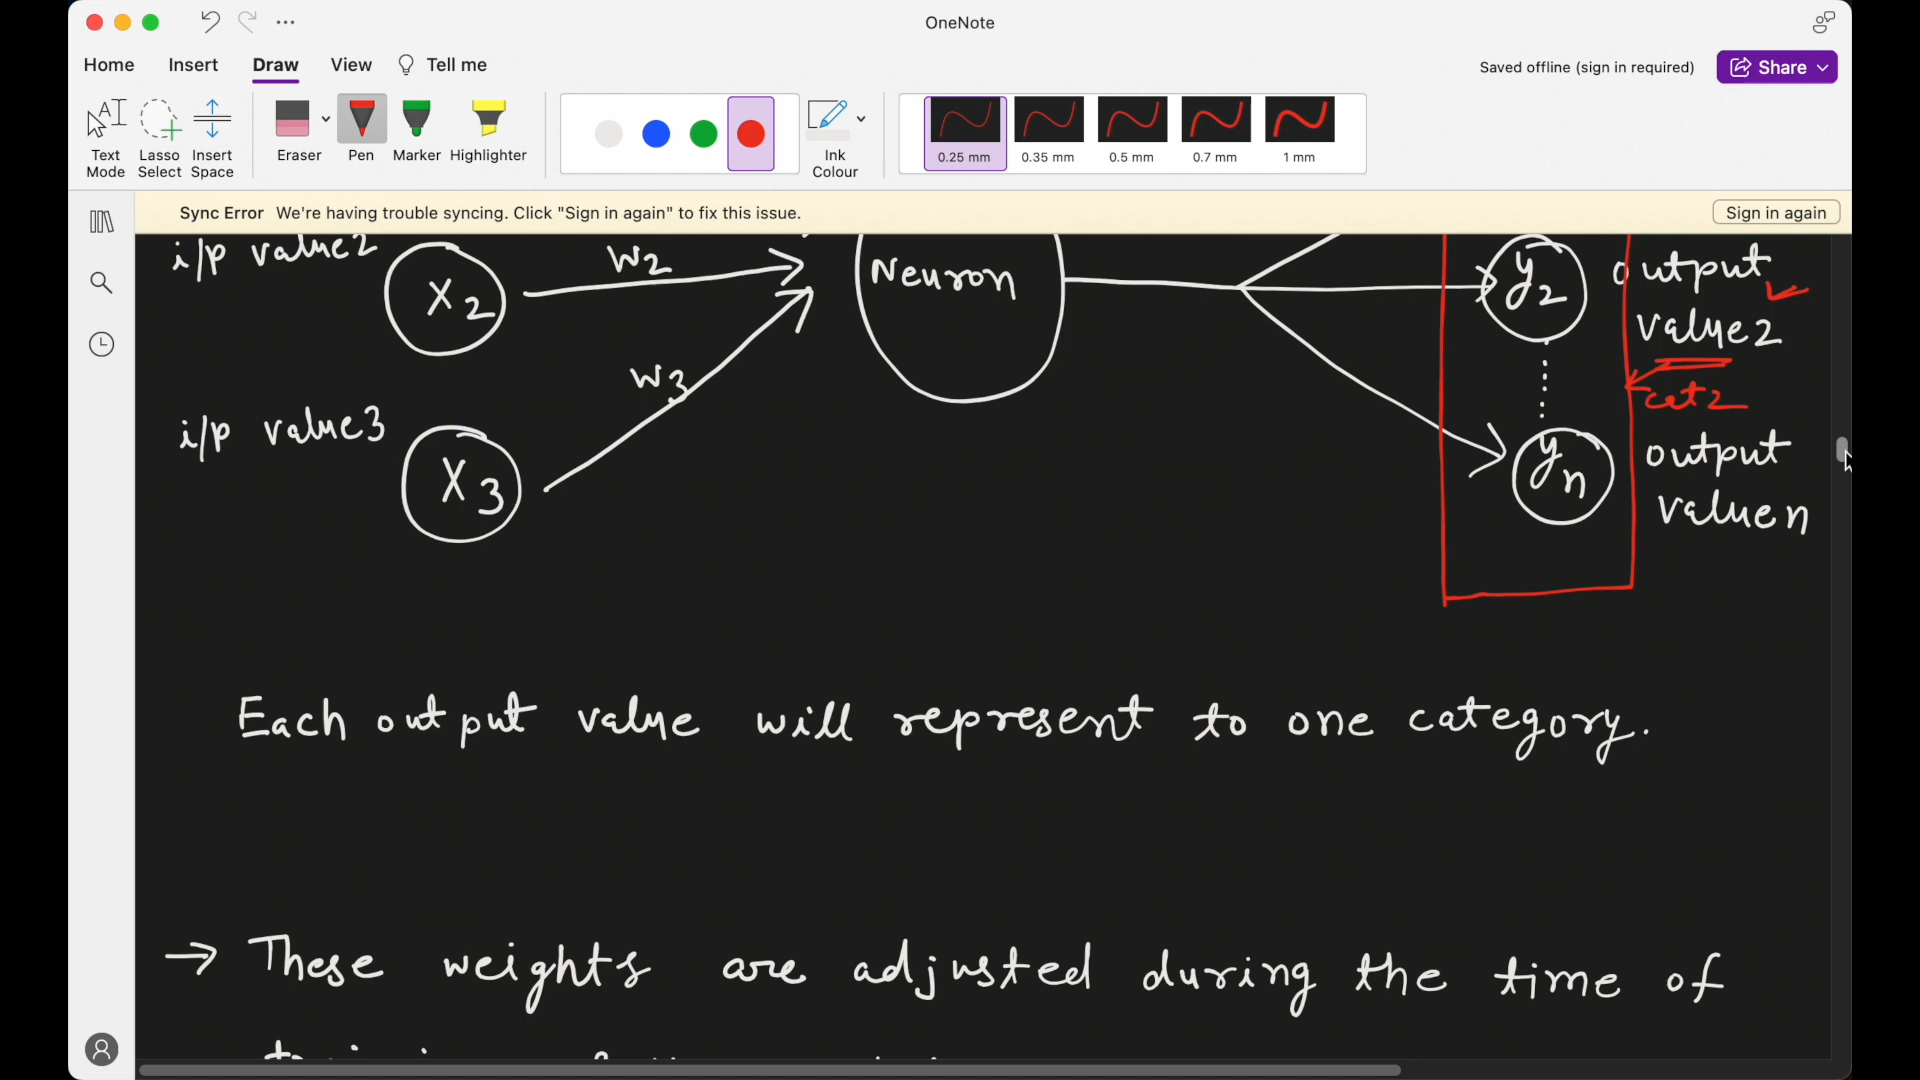 OneNote
Home Insert Draw View Tell me
Saved offline (sign in required) Share
Text Mode
Lasso Select
Insert Space
Eraser
Pen
Marker
Highlighter
Ink Colour
0.25 mm 0.35 mm 0.5 mm 0.7 mm 1 mm
Sync Error We're having trouble syncing. Click "Sign in again" to fix this issue.
Sign in again
i/p value2
X2
W2
Neuron
y2
output
value2
cat2
W3
i/p value3
X3
yn
output
value n
Each output value will represent to one category.
→ These weights are adjusted during the time of